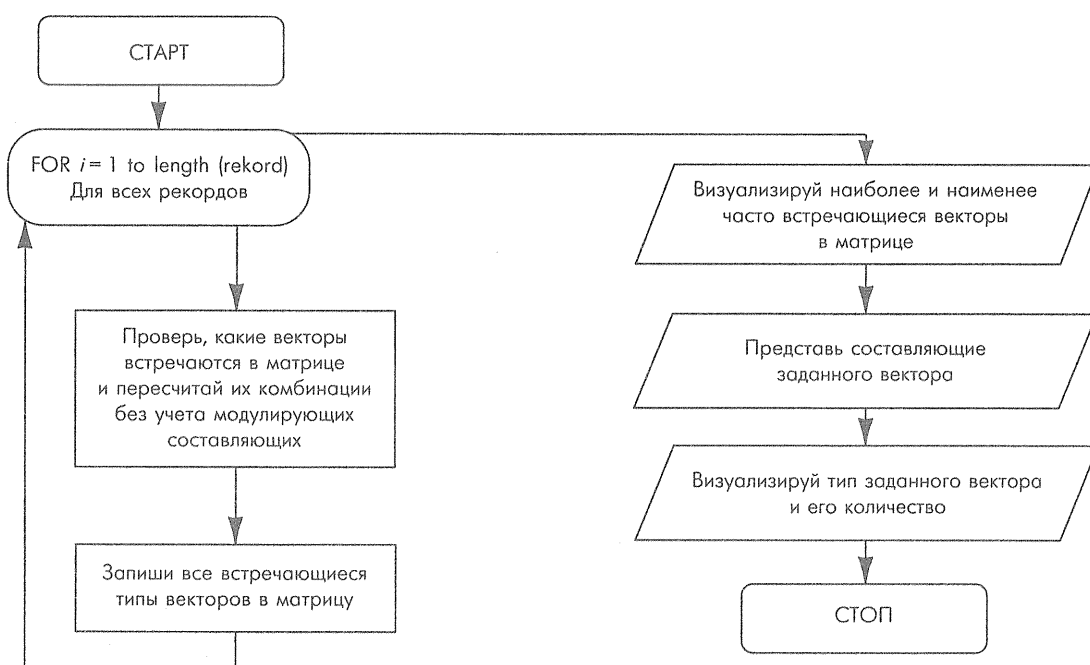 СТАРТ
FOR i = 1 to length (rekord)
Для всех рекордов
Проверь, какие векторы
встречаются в матрице
и пересчитай их комбинации
без учета модулирующих
составляющих
Запиши все встречающиеся
типы векторов в матрицу
Визуализируй наиболее и наименее
часто встречающиеся векторы
в матрице
Представь составляющие
заданного вектора
Визуализируй тип заданного вектора
и его количество
СТОП